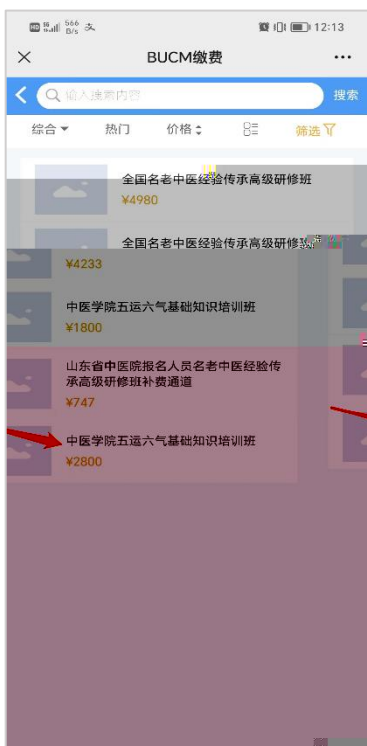 HD 5G 566 B/s 12:13
BUCM缴费
输入搜索内容 搜索
综合 热门 价格 筛选
全国名老中医经验传承高级研修班
¥4980
全国名老中医经验传承高级研修
¥4233
中医学院五运六气基础知识培训班
¥1800
山东省中医院报名人员名老中医经验传
承高级研修班补费通道
¥747
中医学院五运六气基础知识培训班
¥2800